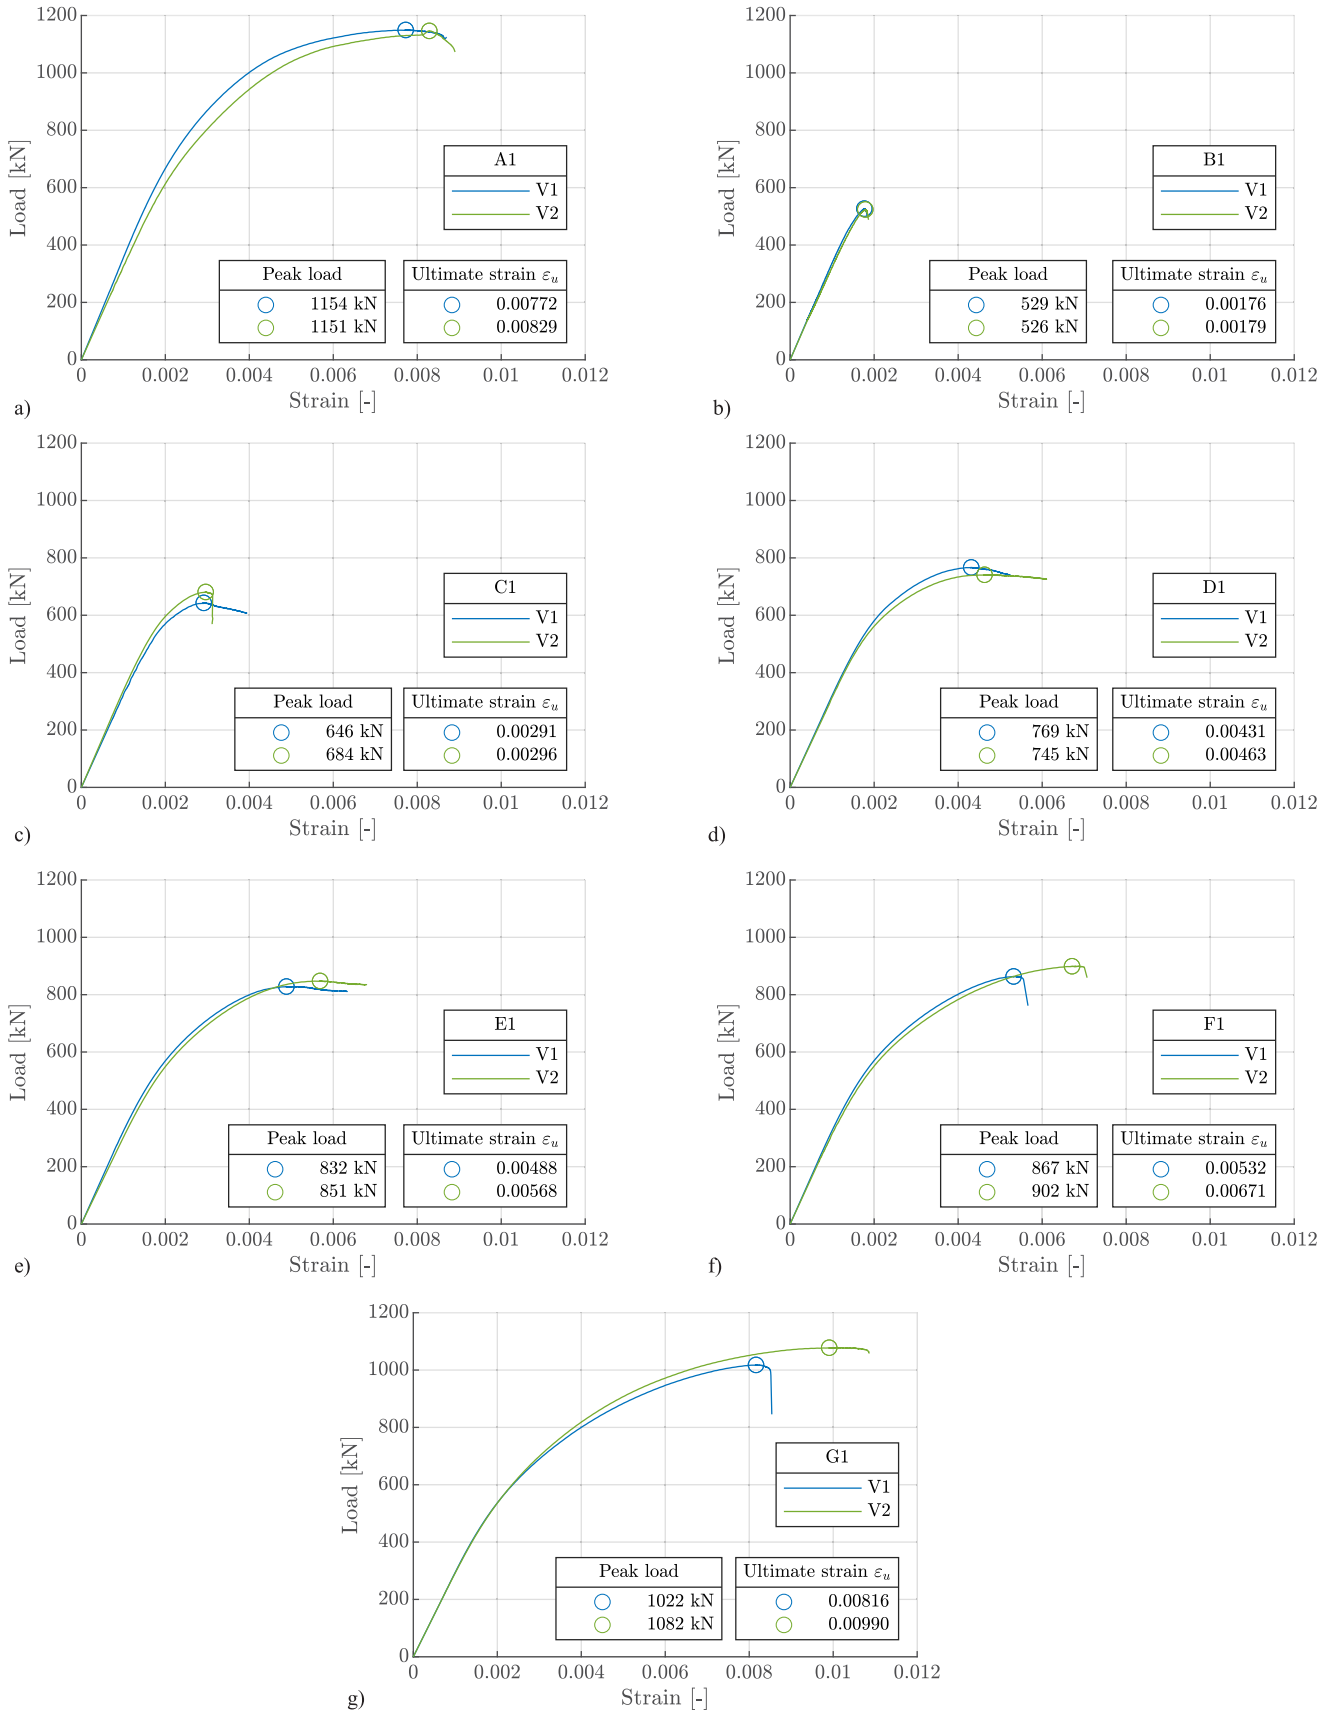 1200
1000
800
600
400
200
0
Load [kN]
A1
V1
V2
Peak load
1154 kN
1151 kN
Ultimate strain εu
0.00772
0.00829
0 0.002 0.004 0.006 0.008 0.01 0.012
Strain [-]
a)
1200
1000
800
600
400
200
0
Load [kN]
B1
V1
V2
Peak load
529 kN
526 kN
Ultimate strain εu
0.00176
0.00179
0 0.002 0.004 0.006 0.008 0.01 0.012
Strain [-]
b)
1200
1000
800
600
400
200
0
Load [kN]
C1
V1
V2
Peak load
646 kN
684 kN
Ultimate strain εu
0.00291
0.00296
0 0.002 0.004 0.006 0.008 0.01 0.012
Strain [-]
c)
1200
1000
800
600
400
200
0
Load [kN]
D1
V1
V2
Peak load
769 kN
745 kN
Ultimate strain εu
0.00431
0.00463
0 0.002 0.004 0.006 0.008 0.01 0.012
Strain [-]
d)
1200
1000
800
600
400
200
0
Load [kN]
E1
V1
V2
Peak load
832 kN
851 kN
Ultimate strain εu
0.00488
0.00568
0 0.002 0.004 0.006 0.008 0.01 0.012
Strain [-]
e)
1200
1000
800
600
400
200
0
Load [kN]
F1
V1
V2
Peak load
867 kN
902 kN
Ultimate strain εu
0.00532
0.00671
0 0.002 0.004 0.006 0.008 0.01 0.012
Strain [-]
f)
1200
1000
800
600
400
200
0
Load [kN]
G1
V1
V2
Peak load
1022 kN
1082 kN
Ultimate strain εu
0.00816
0.00990
0 0.002 0.004 0.006 0.008 0.01 0.012
Strain [-]
g)